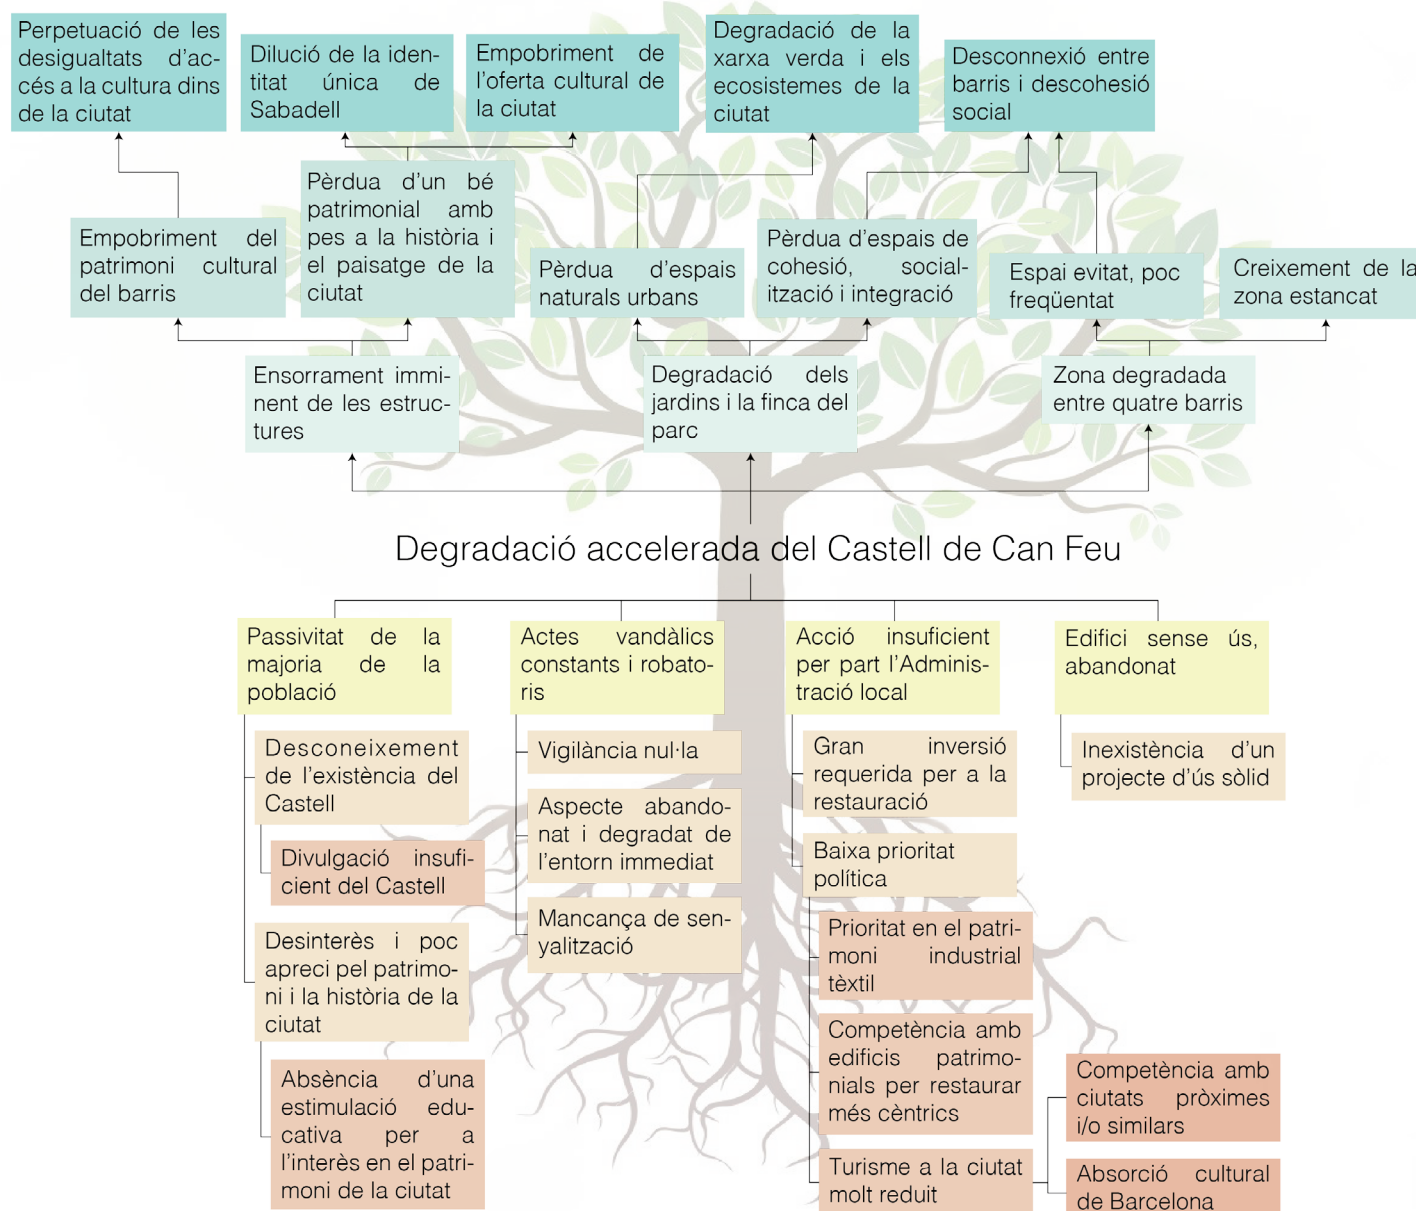 Perpetuació de les
desigualtats d'ac-
cés a la cultura dins
de la ciutat
Dilució de la iden-
titat única de
Sabadell
Empobriment de
l'oferta cultural de
la ciutat
Degradació de la
xarxa verda i els
ecosistemes de la
ciutat
Desconnexió entre
barris i descohesió
social
Empobriment del
patrimoni cultural
del barris
Pèrdua d'un bé
patrimonial amb
pes a la història i
el paisatge de la
ciutat
Pèrdua d'espais
naturals urbans
Pèrdua d'espais de
cohesió, social-
ització i integració
Espai evitat, poc
freqüentat
Creixement de la
zona estancat
Ensorrament immi-
nent de les estruc-
tures
Degradació dels
jardins i la finca del
parc
Zona degradada
entre quatre barris
Degradació accelerada del Castell de Can Feu
Passivitat de la
majoria de la
població
Desconeixement
de l'existència del
Castell
Divulgació insufi-
cient del Castell
Desinterès i poc
apreci pel patrimo-
ni i la història de la
ciutat
Absència d'una
estimulació edu-
cativa per a
l'interès en el patri-
moni de la ciutat
Actes vandàlics
constants i robato-
ris
Vigilància nul·la
Aspecte abando-
nat i degradat de
l'entorn immediat
Mancança de sen-
yalització
Acció insuficient
per part l'Adminis-
tració local
Gran inversió
requerida per a la
restauració
Baixa prioritat
política
Prioritat en el patri-
moni industrial
tèxtil
Competència amb
edificis patrimo-
nials per restaurar
més cèntrics
Turisme a la ciutat
molt reduit
Competència amb
ciutats pròximes
i/o similars
Absorció cultural
de Barcelona
Edifici sense ús,
abandonat
Inexistència d'un
projecte d'ús sòlid